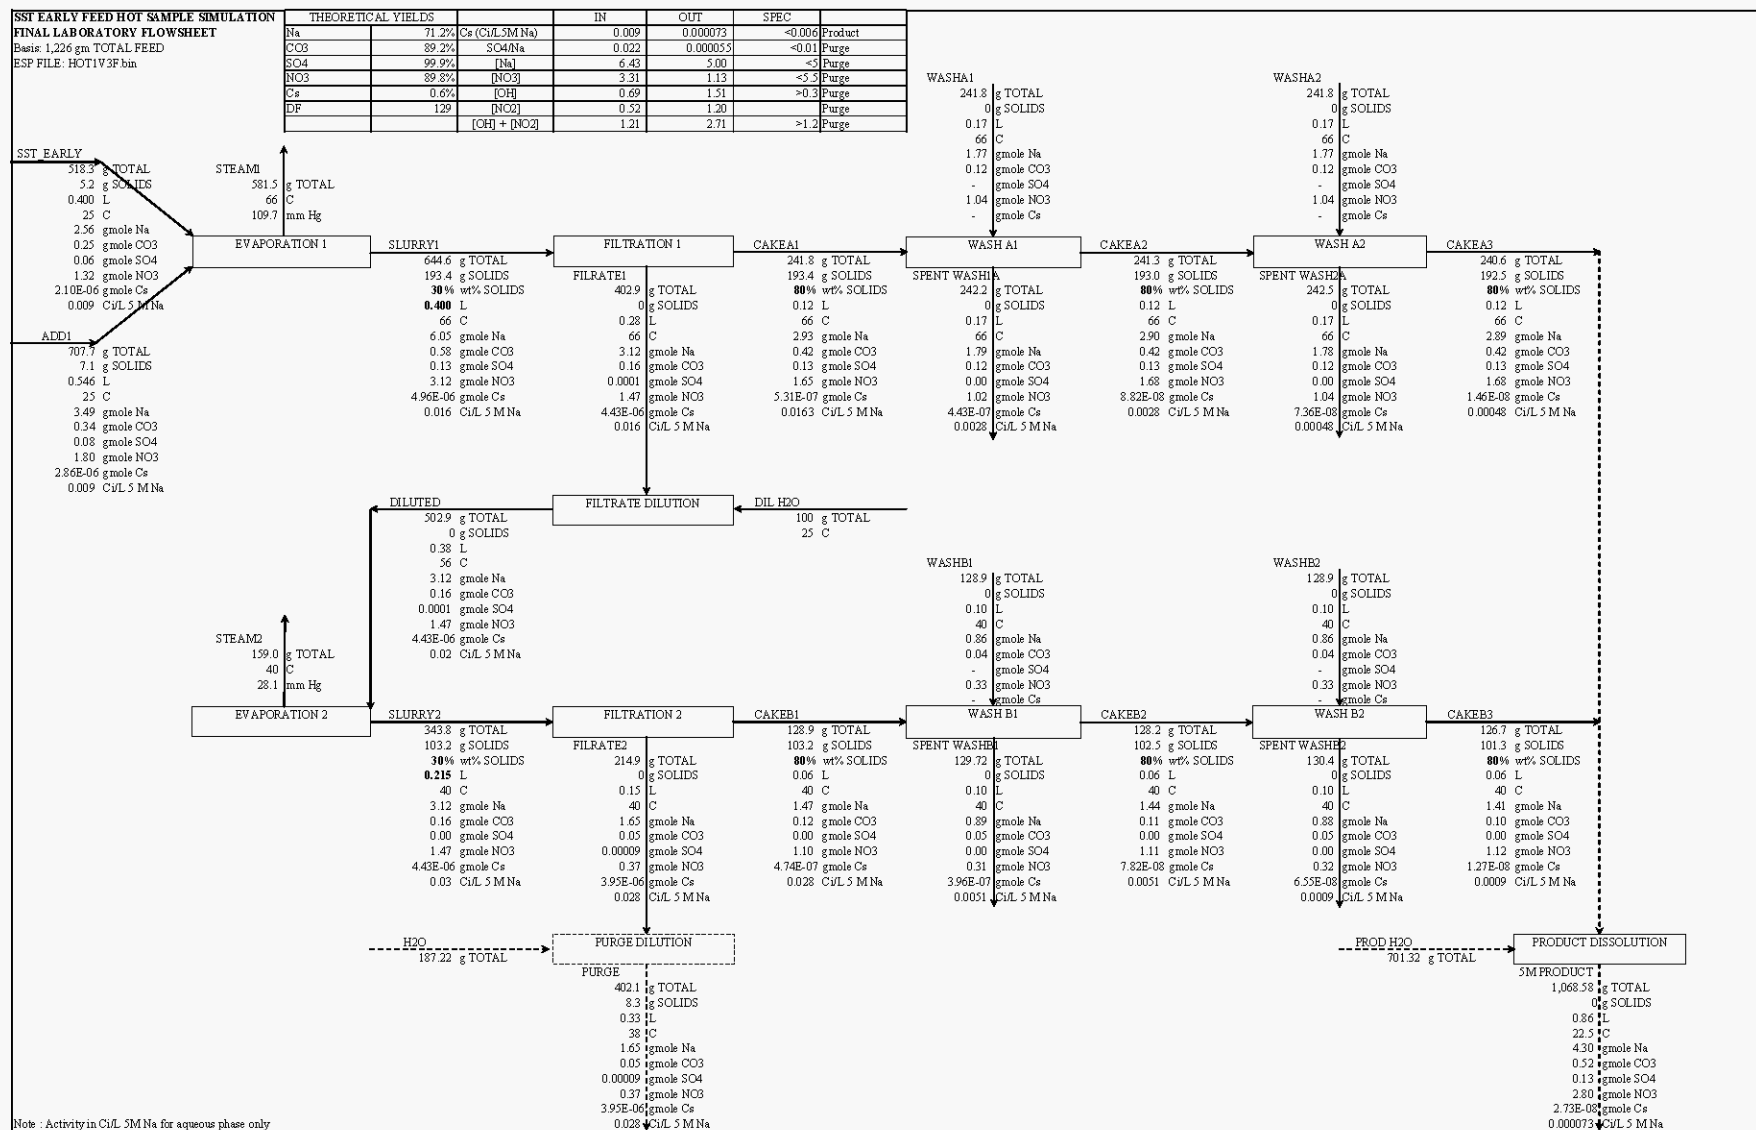 SST EARLY FEED HOT SAMPLE SIMULATION
FINAL LABORATORY FLOWSHEET
Basis: 1,226 gm TOTAL FEED
ESP FILE: HOT1V3F.bin
THEORETICAL YIELDS IN OUT SPEC
Na 71.2% Cs (Ci/L5M Na) 0.009 0.000073 <0.006 Product
CO3 89.2% SO4/Na 0.022 0.000055 <0.01 Purge
SO4 99.9% [Na] 6.43 5.00 <5 Purge
NO3 89.8% [NO3] 3.31 1.13 <5.5 Purge
Cs 0.6% [OH] 0.69 1.51 >0.3 Purge
DF 129 [NO2] 0.52 1.20 Purge
[OH] + [NO2] 1.21 2.71 >1.2 Purge
SST_EARLY
518.3 g TOTAL
5.2 g SOLIDS
0.400 L
25 C
2.56 gmole Na
0.25 gmole CO3
0.06 gmole SO4
1.32 gmole NO3
2.10E-06 gmole Cs
0.009 Ci/L 5 M Na
ADD1
707.7 g TOTAL
7.1 g SOLIDS
0.546 L
25 C
3.49 gmole Na
0.34 gmole CO3
0.08 gmole SO4
1.80 gmole NO3
2.86E-06 gmole Cs
0.009 Ci/L 5 M Na
STEAM1
581.5 g TOTAL
66 C
109.7 mm Hg
EVAPORATION 1
SLURRY1
644.6 g TOTAL
193.4 g SOLIDS
30% wt% SOLIDS
0.400 L
66 C
6.05 gmole Na
0.58 gmole CO3
0.13 gmole SO4
3.12 gmole NO3
4.96E-06 gmole Cs
0.016 Ci/L 5 M Na
FILTRATION 1
FILRATE1
402.9 g TOTAL
0 g SOLIDS
0.28 L
66 C
3.12 gmole Na
0.16 gmole CO3
0.0001 gmole SO4
1.47 gmole NO3
4.43E-06 gmole Cs
0.016 Ci/L 5 M Na
CAKEA1
241.8 g TOTAL
193.4 g SOLIDS
80% wt% SOLIDS
0.12 L
66 C
2.93 gmole Na
0.42 gmole CO3
0.13 gmole SO4
1.65 gmole NO3
5.31E-07 gmole Cs
0.0163 Ci/L 5 M Na
WASHA1
241.8 g TOTAL
0 g SOLIDS
0.17 L
66 C
1.77 gmole Na
0.12 gmole CO3
- gmole SO4
1.04 gmole NO3
- gmole Cs
WASH A1
SPENT WASH1A
242.2 g TOTAL
0 g SOLIDS
0.17 L
66 C
1.79 gmole Na
0.12 gmole CO3
0.00 gmole SO4
1.02 gmole NO3
4.43E-07 gmole Cs
0.0028 Ci/L 5 M Na
CAKEA2
241.3 g TOTAL
193.0 g SOLIDS
80% wt% SOLIDS
0.12 L
66 C
2.90 gmole Na
0.42 gmole CO3
0.13 gmole SO4
1.68 gmole NO3
8.82E-08 gmole Cs
0.0028 Ci/L 5 M Na
WASHA2
241.8 g TOTAL
0 g SOLIDS
0.17 L
66 C
1.77 gmole Na
0.12 gmole CO3
- gmole SO4
1.04 gmole NO3
- gmole Cs
WASH A2
SPENT WASH2A
242.5 g TOTAL
0 g SOLIDS
0.17 L
66 C
1.78 gmole Na
0.12 gmole CO3
0.00 gmole SO4
1.04 gmole NO3
7.36E-08 gmole Cs
0.00048 Ci/L 5 M Na
CAKEA3
240.6 g TOTAL
192.5 g SOLIDS
80% wt% SOLIDS
0.12 L
66 C
2.89 gmole Na
0.42 gmole CO3
0.13 gmole SO4
1.68 gmole NO3
1.46E-08 gmole Cs
0.00048 Ci/L 5 M Na
DILUTED
502.9 g TOTAL
0 g SOLIDS
0.38 L
56 C
3.12 gmole Na
0.16 gmole CO3
0.0001 gmole SO4
1.47 gmole NO3
4.43E-06 gmole Cs
0.02 Ci/L 5 M Na
FILTRATE DILUTION
DIL H2O
100 g TOTAL
25 C
STEAM2
159.0 g TOTAL
40 C
28.1 mm Hg
EVAPORATION 2
SLURRY2
343.8 g TOTAL
103.2 g SOLIDS
30% wt% SOLIDS
0.215 L
40 C
3.12 gmole Na
0.16 gmole CO3
0.00 gmole SO4
1.47 gmole NO3
4.43E-06 gmole Cs
0.03 Ci/L 5 M Na
FILTRATION 2
FILRATE2
214.9 g TOTAL
0 g SOLIDS
0.15 L
40 C
1.65 gmole Na
0.05 gmole CO3
0.00009 gmole SO4
0.37 gmole NO3
3.95E-06 gmole Cs
0.028 Ci/L 5 M Na
CAKEB1
128.9 g TOTAL
103.2 g SOLIDS
80% wt% SOLIDS
0.06 L
40 C
1.47 gmole Na
0.12 gmole CO3
0.00 gmole SO4
1.10 gmole NO3
4.74E-07 gmole Cs
0.028 Ci/L 5 M Na
WASHB1
128.9 g TOTAL
0 g SOLIDS
0.10 L
40 C
0.86 gmole Na
0.04 gmole CO3
- gmole SO4
0.33 gmole NO3
- gmole Cs
WASH B1
SPENT WASHB1
129.72 g TOTAL
0 g SOLIDS
0.10 L
40 C
0.89 gmole Na
0.05 gmole CO3
0.00 gmole SO4
0.31 gmole NO3
3.96E-07 gmole Cs
0.0051 Ci/L 5 M Na
CAKEB2
128.2 g TOTAL
102.5 g SOLIDS
80% wt% SOLIDS
0.06 L
40 C
1.44 gmole Na
0.11 gmole CO3
0.00 gmole SO4
1.11 gmole NO3
7.82E-08 gmole Cs
0.0051 Ci/L 5 M Na
WASHB2
128.9 g TOTAL
0 g SOLIDS
0.10 L
40 C
0.86 gmole Na
0.04 gmole CO3
- gmole SO4
0.33 gmole NO3
- gmole Cs
WASH B2
SPENT WASHB2
130.4 g TOTAL
0 g SOLIDS
0.10 L
40 C
0.88 gmole Na
0.05 gmole CO3
0.00 gmole SO4
0.32 gmole NO3
6.55E-08 gmole Cs
0.0009 Ci/L 5 M Na
CAKEB3
126.7 g TOTAL
101.3 g SOLIDS
80% wt% SOLIDS
0.06 L
40 C
1.41 gmole Na
0.10 gmole CO3
0.00 gmole SO4
1.12 gmole NO3
1.27E-08 gmole Cs
0.0009 Ci/L 5 M Na
H2O
187.22 g TOTAL
PURGE DILUTION
PURGE
402.1 g TOTAL
8.3 g SOLIDS
0.33 L
38 C
1.65 gmole Na
0.05 gmole CO3
0.00009 gmole SO4
0.37 gmole NO3
3.95E-06 gmole Cs
0.028 Ci/L 5 M Na
PROD H2O
701.32 g TOTAL
PRODUCT DISSOLUTION
5M PRODUCT
1,068.58 g TOTAL
0 g SOLIDS
0.86 L
22.5 C
4.30 gmole Na
0.52 gmole CO3
0.13 gmole SO4
2.80 gmole NO3
2.73E-08 gmole Cs
0.000073 Ci/L 5 M Na
Note : Activity in Ci/L 5M Na for aqueous phase only